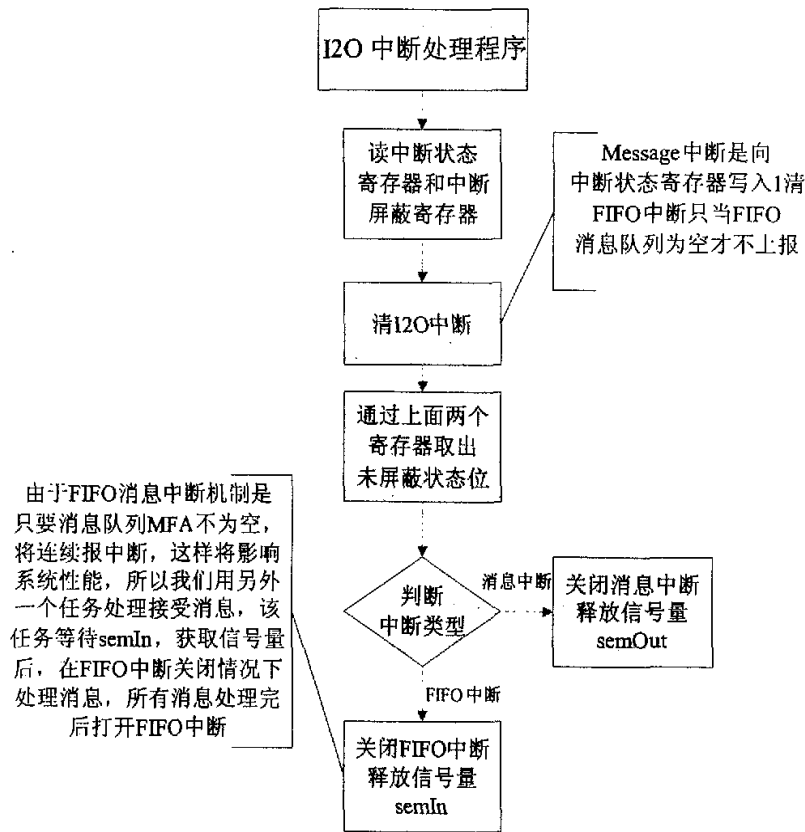 I2O 中断处理程序
读中断状态
寄存器和中断
屏蔽寄存器
Message中断是向
中断状态寄存器写入1清
FIFO中断只当FIFO
消息队列为空才不上报
清I2O中断
通过上面两个
寄存器取出
未屏蔽状态位
由于FIFO消息中断机制是
只要消息队列MFA不为空，
将连续报中断，这样将影响
系统性能，所以我们用另外
一个任务处理接受消息，该
任务等待semIn，获取信号量
后，在FIFO中断关闭情况下
处理消息，所有消息处理完
后打开FIFO中断
判断
中断类型
消息中断
关闭消息中断
释放信号量
semOut
FIFO中断
关闭FIFO中断
释放信号量
semIn